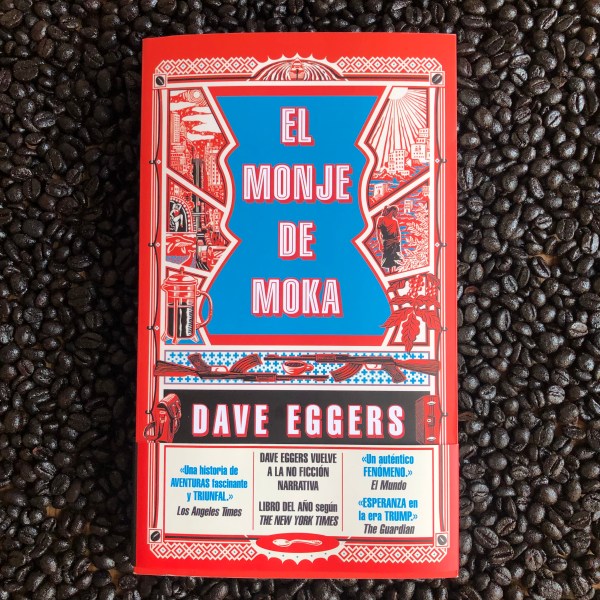 EL
MONJE
DE
MOKA
DAVE EGGERS
«Una historia de
AVENTURAS fascinante
y TRIUNFAL.»
Los Angeles Times
DAVE EGGERS VUELVE
A LA NO FICCIÓN
NARRATIVA
LIBRO DEL AÑO según
THE NEW YORK TIMES
«Un auténtico
FENÓMENO.»
El Mundo
«ESPERANZA en
la era TRUMP.»
The Guardian